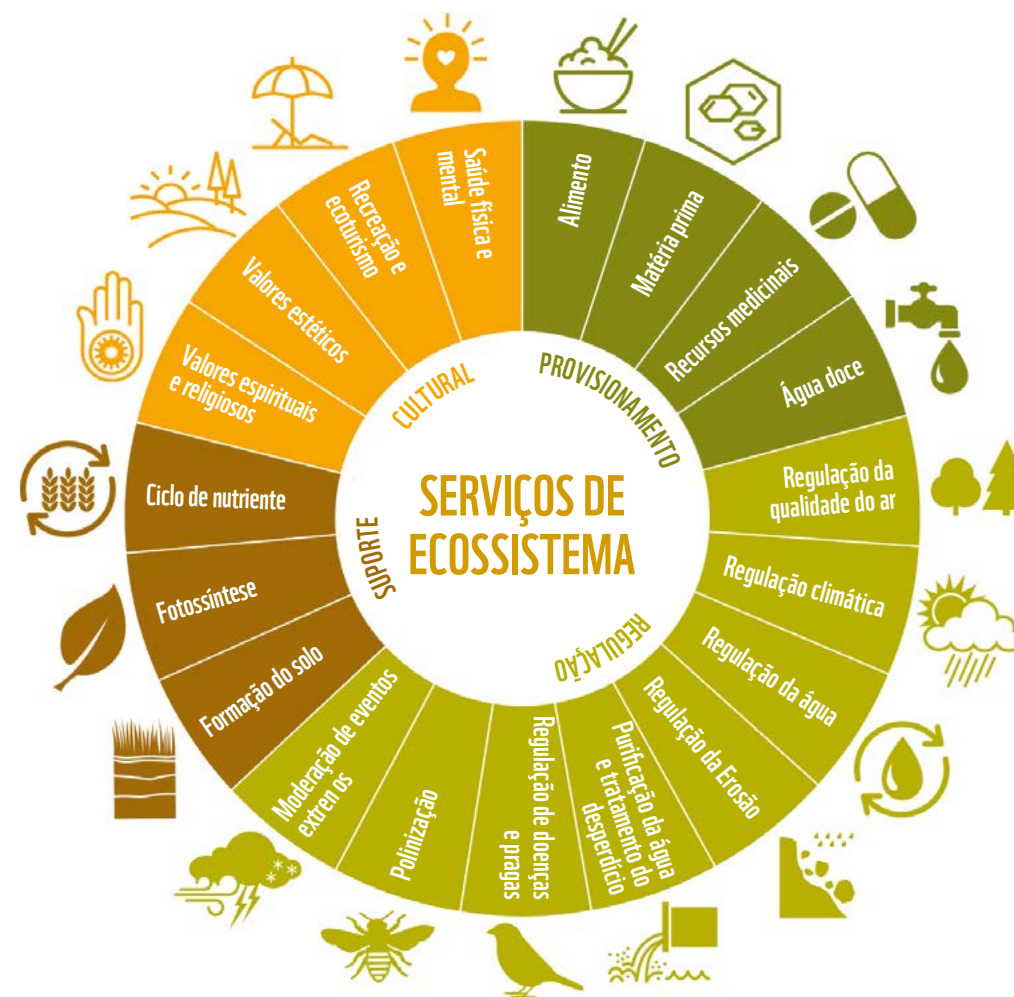 SERVIÇOS DE
ECOSSISTEMA
PROVISIONAMENTO
Alimento
Matéria prima
Recursos medicinais
Água doce
REGULAÇÃO
Regulação da
qualidade do ar
Regulação climática
Regulação da água
Regulação da Erosão
Purificação da água
e tratamento do
desperdício
Regulação de doenças
e pragas
Polinização
Moderação de eventos
extren os
SUPORTE
Formação do solo
Fotossíntese
Ciclo de nutriente
CULTURAL
Valores espirituais
e religiosos
Valores estéticos
Recreação e
ecoturismo
Saúde física e
mental